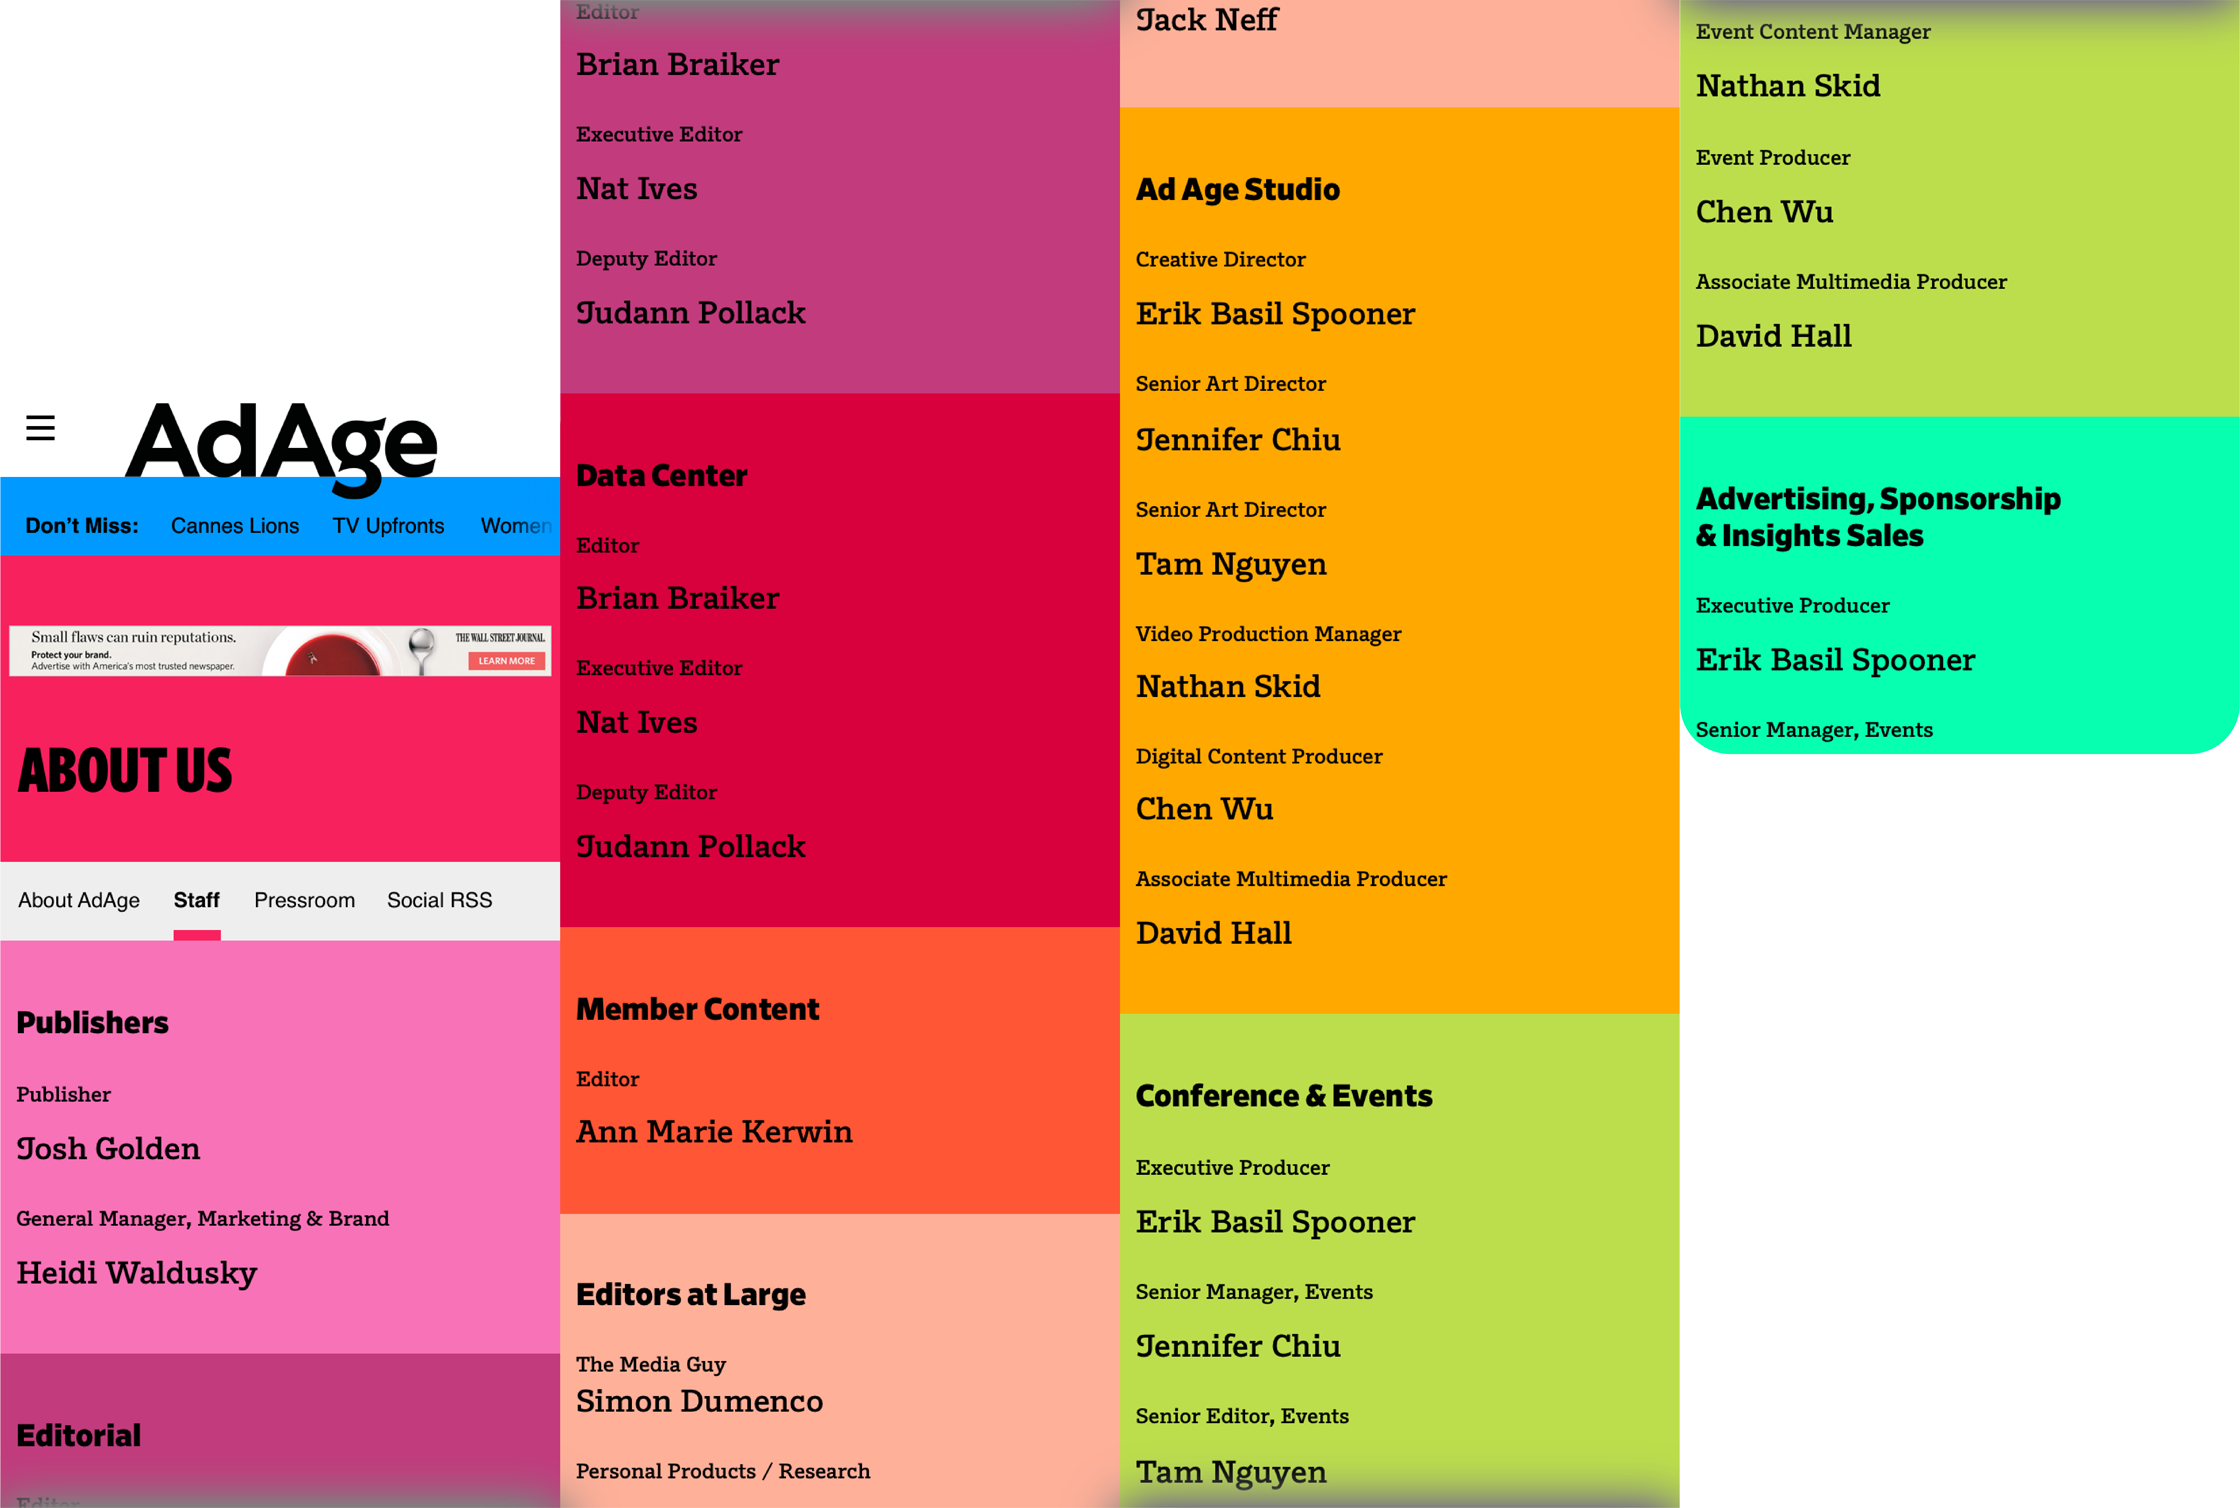 AdAge
Don’t Miss: Cannes Lions TV Upfronts Women
Small flaws can ruin reputations.
Protect your brand.
Advertise with America's most trusted newspaper.
THE WALL STREET JOURNAL.
LEARN MORE
ABOUT US
About AdAge Staff Pressroom Social RSS
Publishers
Publisher
Josh Golden
General Manager, Marketing & Brand
Heidi Waldusky
Editorial
Editor
Editor
Brian Braiker
Executive Editor
Nat Ives
Deputy Editor
Judann Pollack
Data Center
Editor
Brian Braiker
Executive Editor
Nat Ives
Deputy Editor
Judann Pollack
Member Content
Editor
Ann Marie Kerwin
Editors at Large
The Media Guy
Simon Dumenco
Personal Products / Research
Jack Neff
Ad Age Studio
Creative Director
Erik Basil Spooner
Senior Art Director
Jennifer Chiu
Senior Art Director
Tam Nguyen
Video Production Manager
Nathan Skid
Digital Content Producer
Chen Wu
Associate Multimedia Producer
David Hall
Conference & Events
Executive Producer
Erik Basil Spooner
Senior Manager, Events
Jennifer Chiu
Senior Editor, Events
Tam Nguyen
Event Content Manager
Nathan Skid
Event Producer
Chen Wu
Associate Multimedia Producer
David Hall
Advertising, Sponsorship
& Insights Sales
Executive Producer
Erik Basil Spooner
Senior Manager, Events